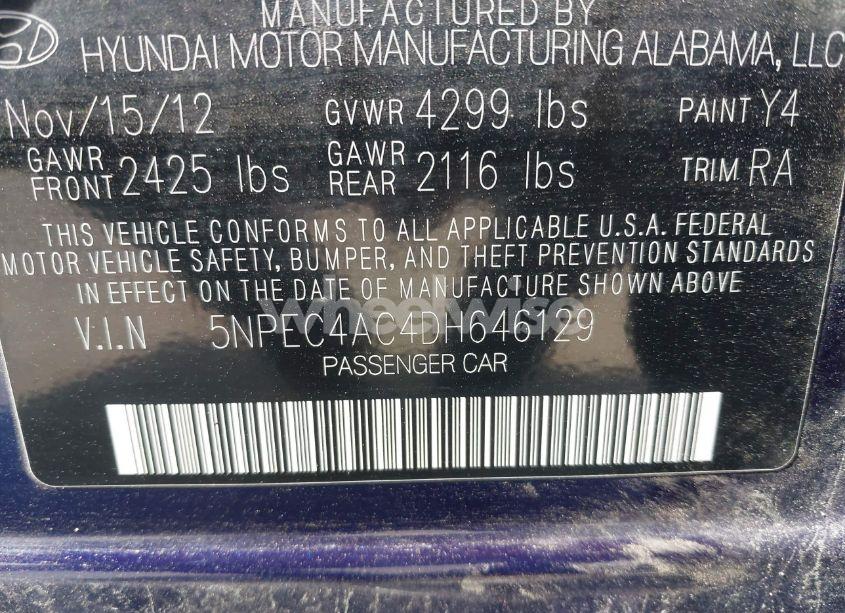 MANUFACTURED BY
HYUNDAI MOTOR MANUFACTURING ALABAMA, LLC
Nov/15/12 GVWR 4299 lbs PAINT Y4
GAWR FRONT 2425 lbs GAWR REAR 2116 lbs TRIM RA
THIS VEHICLE CONFORMS TO ALL APPLICABLE U.S.A. FEDERAL
MOTOR VEHICLE SAFETY, BUMPER, AND THEFT PREVENTION STANDARDS
IN EFFECT ON THE DATE OF MANUFACTURE SHOWN ABOVE
wheelwise
V.I.N 5NPEC4AC4DH646129
PASSENGER CAR